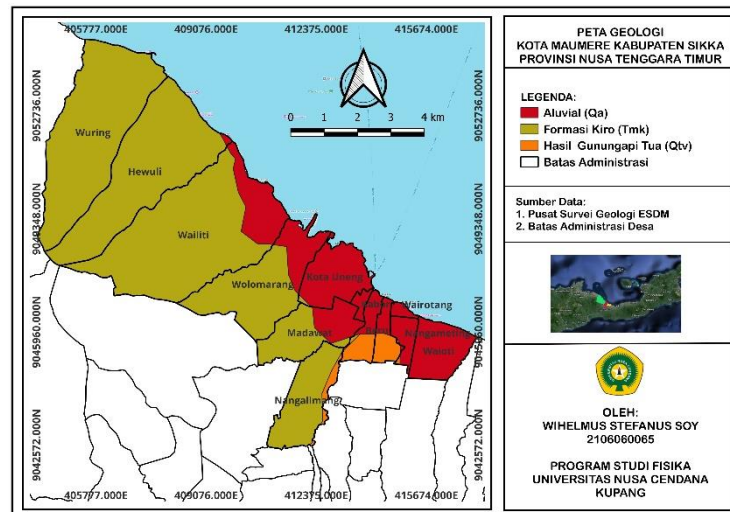 405777.000E 409076.000E 412375.000E 415674.000E
9052736.000N 9052736.000N
9049348.000N 9049348.000N
9045960.000N 9045960.000N
9042572.000N 9042572.000N
405777.000E 409076.000E 412375.000E 415674.000E
0 1 2 3 4 km
Wuring
Hewuli
Wailiti
Wolomarang
Kota Uneng
Wairotang
Madawat
Nangameting
Waioti
Nangalimang
PETA GEOLOGI
KOTA MAUMERE KABUPATEN SIKKA
PROVINSI NUSA TENGGARA TIMUR
LEGENDA:
Aluvial (Qa)
Formasi Kiro (Tmk)
Hasil Gunungapi Tua (Qtv)
Batas Administrasi
Sumber Data:
1. Pusat Survei Geologi ESDM
2. Batas Administrasi Desa
OLEH:
WIHELMUS STEFANUS SOY
2106060065
PROGRAM STUDI FISIKA
UNIVERSITAS NUSA CENDANA
KUPANG